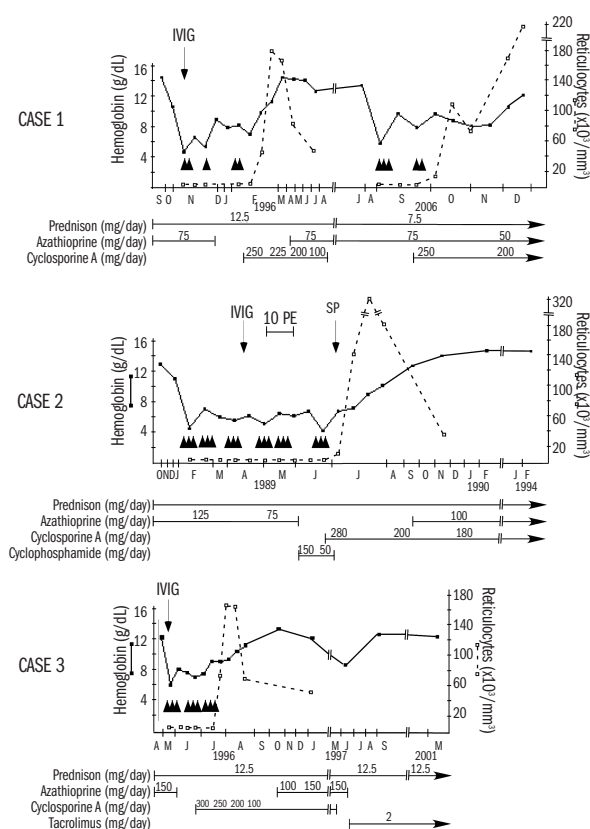 IVIG
CASE 1
Hemoglobin (g/dL)
16
12
8
4
220
180
140
100
60
20
Reticulocytes (x10³/mm³)
S O N D J F M A M J J A J A S O N D
1996 2006
Prednison (mg/day) 12.5 7.5
Azathioprine (mg/day) 75 75 75 50
Cyclosporine A (mg/day) 250 225 200 100 250 200
IVIG
10 PE
SP
CASE 2
Hemoglobin (g/dL)
16
12
8
4
320
180
140
100
60
20
Reticulocytes (x10³/mm³)
O N D J F M A M J J A S O N D J F J F
1989 1990 1994
Prednison (mg/day)
Azathioprine (mg/day) 125 75 100
Cyclosporine A (mg/day) 280 200 180
Cyclophosphamide (mg/day) 150 50
IVIG
CASE 3
Hemoglobin (g/dL)
16
12
8
4
180
140
100
60
20
Reticulocytes (x10³/mm³)
A M J J A S O N D J M J J A S M
1996 1997 2001
Prednison (mg/day) 12.5 12.5 12.5
Azathioprine (mg/day) 150 100 150 150
Cyclosporine A (mg/day) 300 250 200 100
Tacrolimus (mg/day) 2